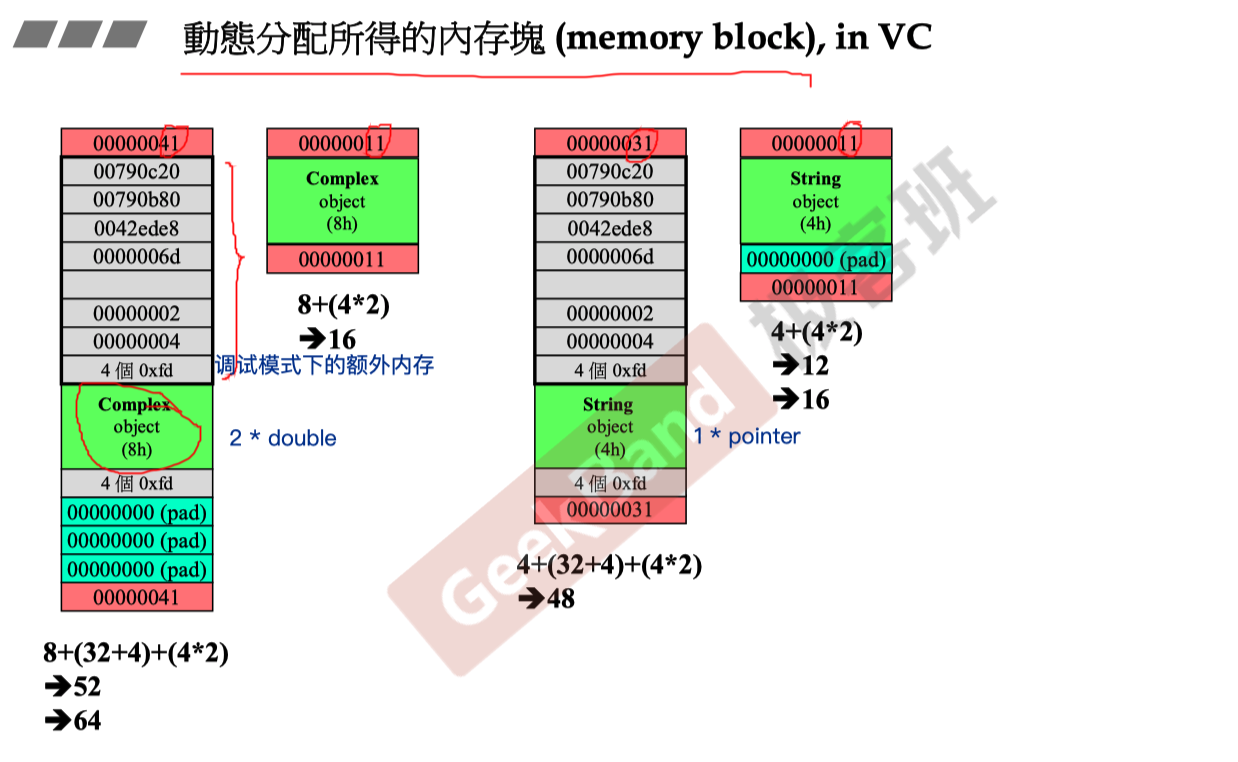 動態分配所得的內存塊 (memory block), in VC
00000041
00790c20
00790b80
0042ede8
0000006d
00000002
00000004
4 個 0xfd
Complex
object
(8h)
4 個 0xfd
00000000 (pad)
00000000 (pad)
00000000 (pad)
00000041
8+(32+4)+(4*2)
➔52
➔64
00000011
Complex
object
(8h)
00000011
8+(4*2)
➔16
调试模式下的额外内存
2 * double
00000031
00790c20
00790b80
0042ede8
0000006d
00000002
00000004
4 個 0xfd
String
object
(4h)
4 個 0xfd
00000031
4+(32+4)+(4*2)
➔48
00000011
String
object
(4h)
00000000 (pad)
00000011
4+(4*2)
➔12
➔16
1 * pointer
GeekBand
极客班